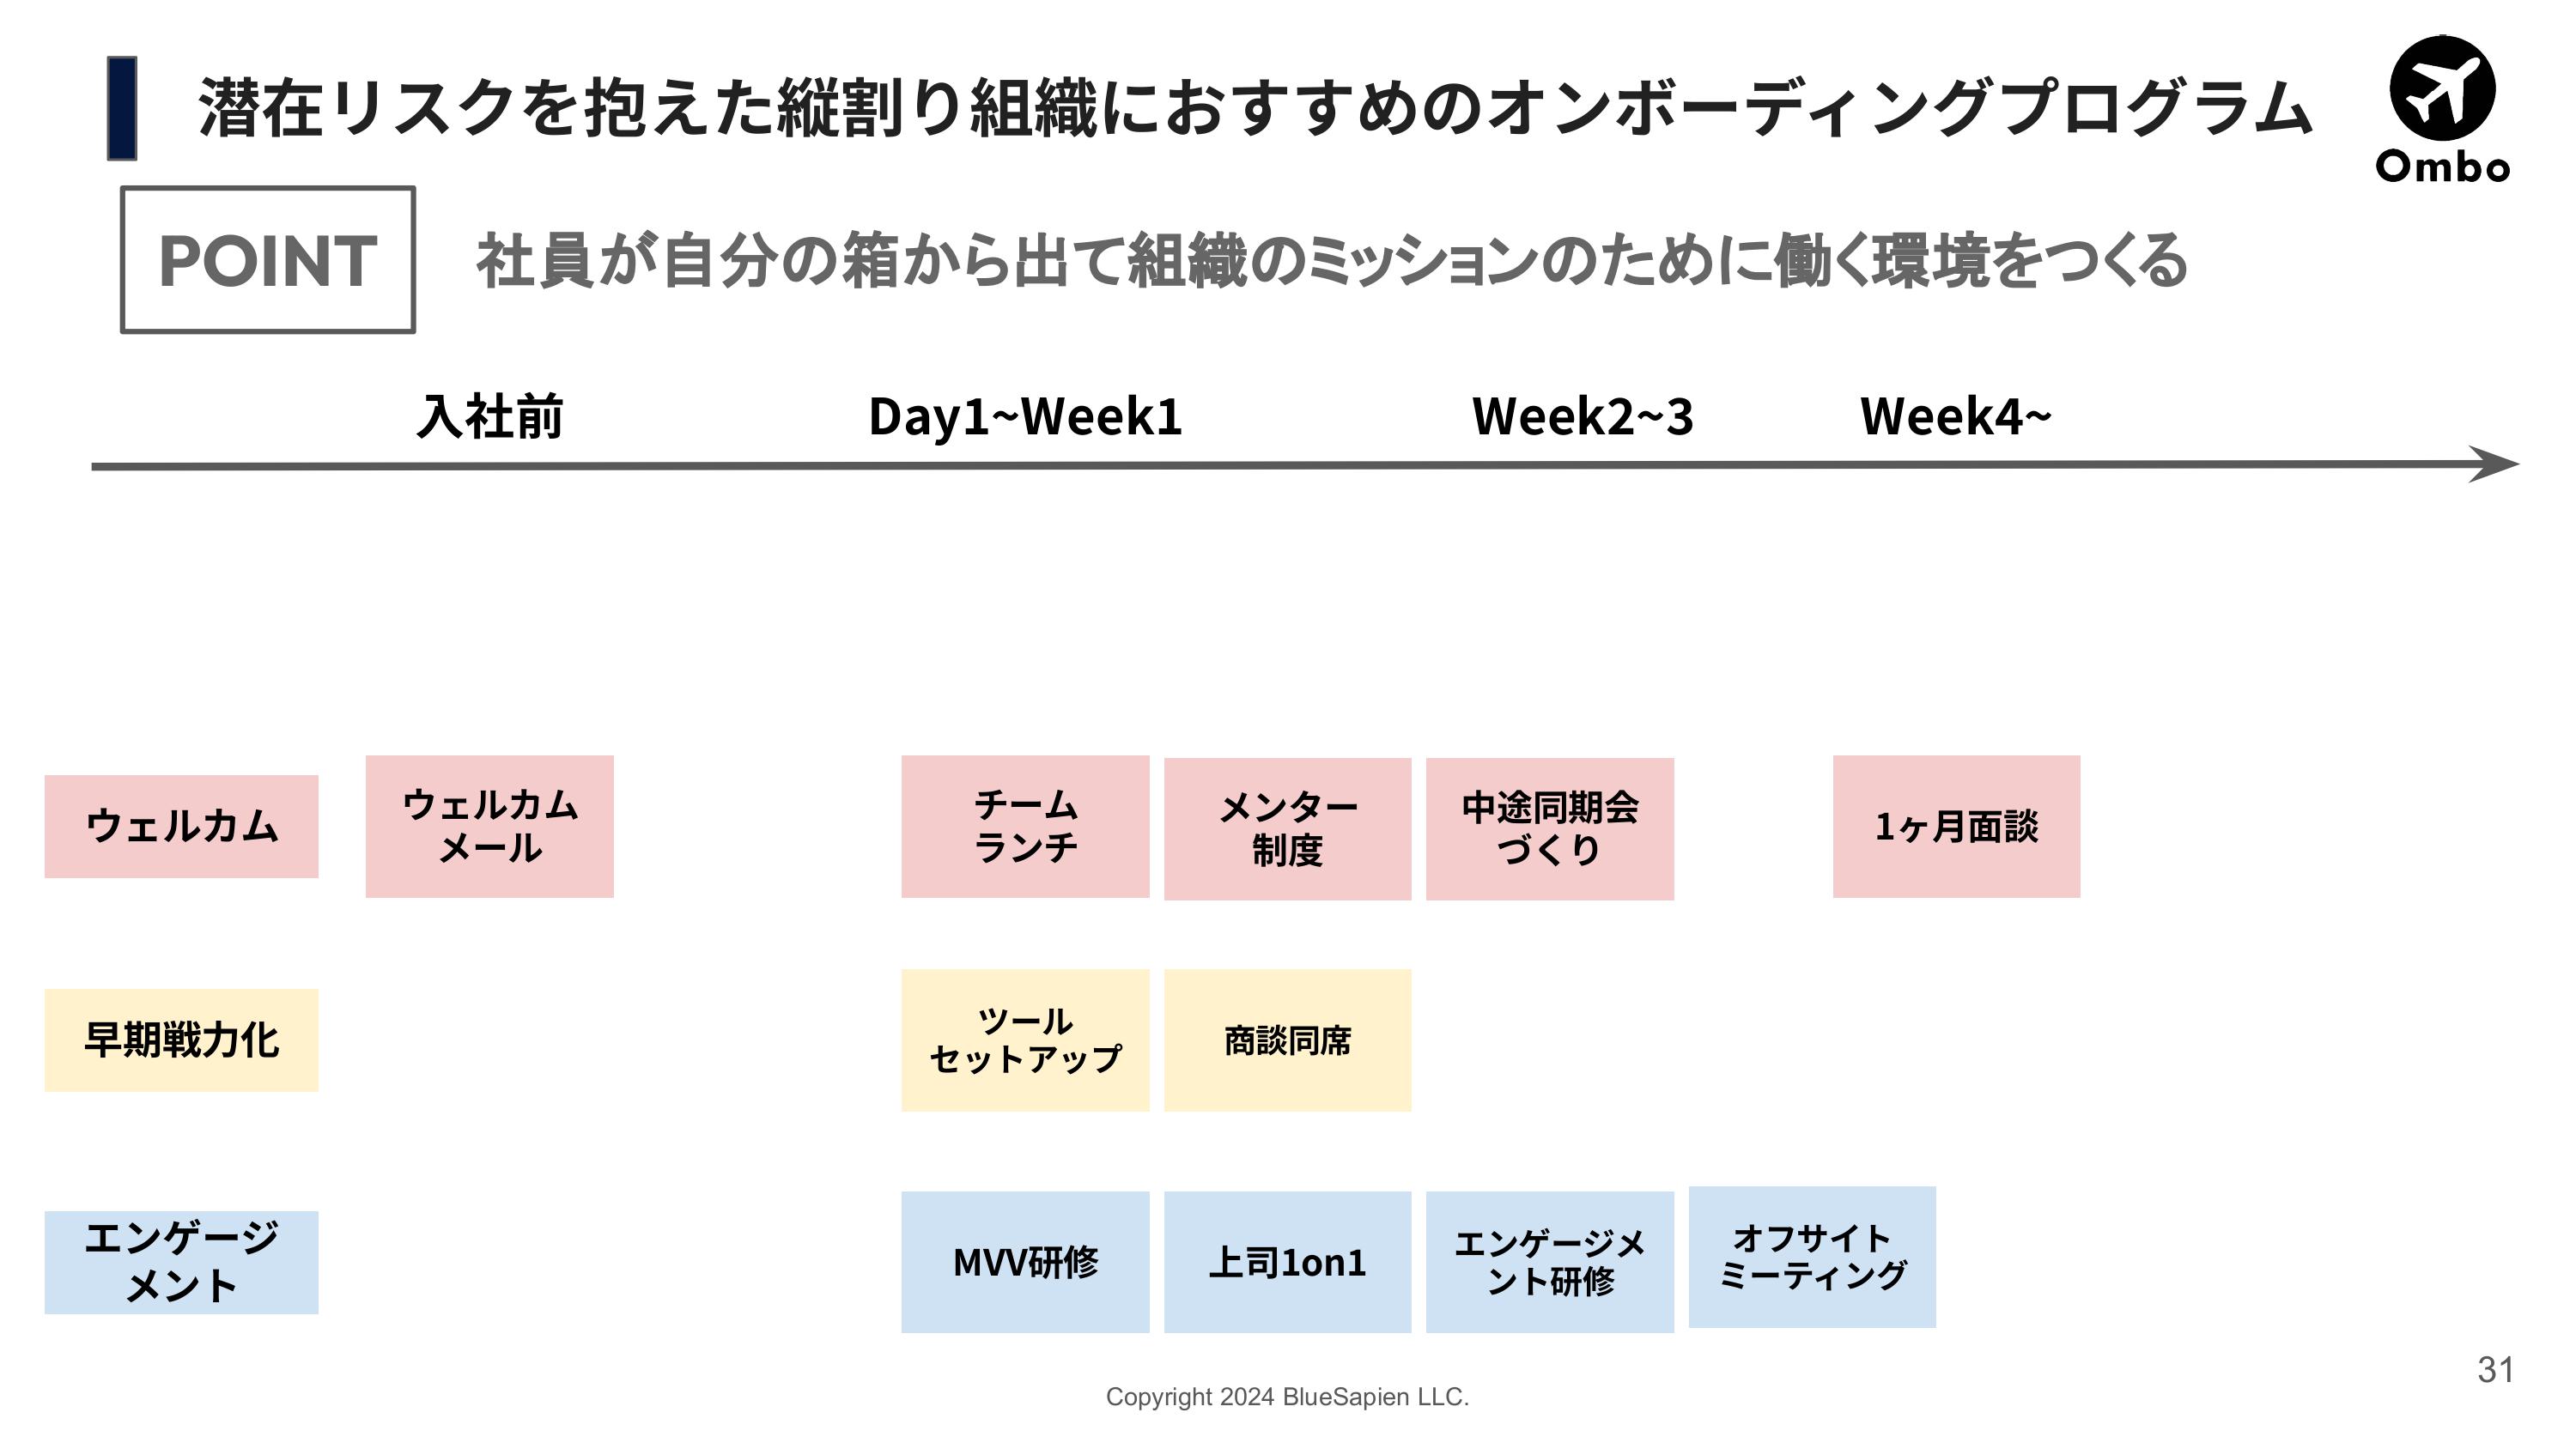 潜在リスクを抱えた縦割り組織におすすめのオンボーディングプログラム
Ombo
POINT
社員が自分の箱から出て組織のミッションのために働く環境をつくる
入社前
Day1~Week1
Week2~3
Week4~
ウェルカム
ウェルカム
メール
チーム
ランチ
メンター
制度
中途同期会
づくり
1ヶ月面談
早期戦力化
ツール
セットアップ
商談同席
エンゲージ
メント
MVV研修
上司1on1
エンゲージメ
ント研修
オフサイト
ミーティング
31
Copyright 2024 BlueSapien LLC.